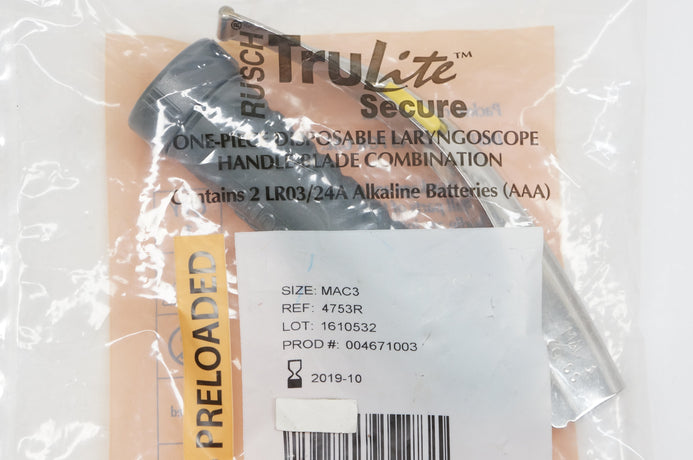 RUSCH®
TruLite™
Secure
ONE-PIECE DISPOSABLE LARYNGOSCOPE
HANDLE-BLADE COMBINATION
Contains 2 LR03/24A Alkaline Batteries (AAA)
PRELOADED
SIZE: MAC3
REF: 4753R
LOT: 1610532
PROD #: 004671003
2019-10